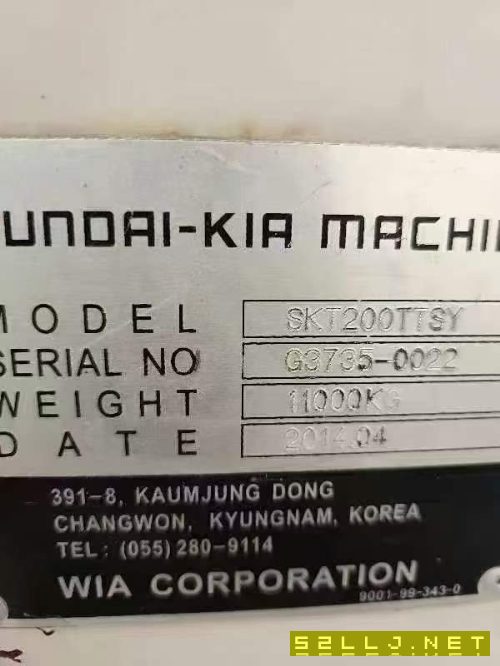 UNDAI-KIA MACHI
MODEL SKT200TTSY
SERIAL NO G3735-0022
WEIGHT 11000KG
DATE 2014.04
391-8, KAUMJUNG DONG
CHANGWON, KYUNGNAM, KOREA
TEL : (055) 280-9114
WIA CORPORATION
9001-99-343-0
52LLJ.NET